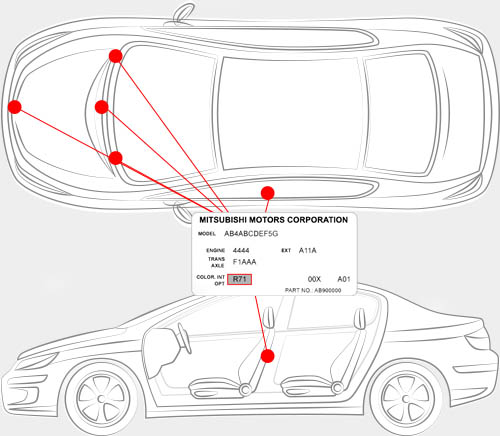 MITSUBISHI MOTORS CORPORATION
MODEL AB4ABCDEF5G
ENGINE 4444 EXT A11A
TRANS AXLE F1AAA
COLOR. INT OPT R71 00X A01
PART NO.: AB900000